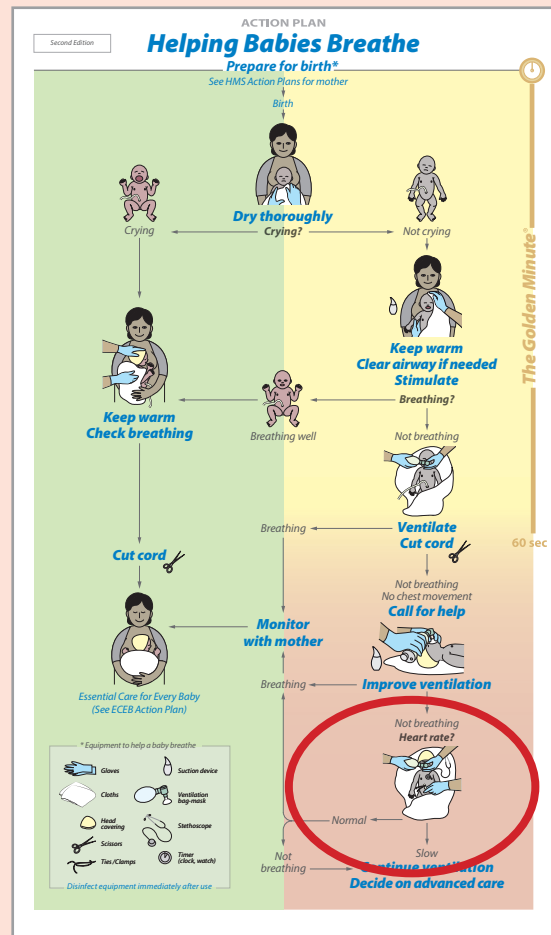 ACTION PLAN
Second Edition
Helping Babies Breathe
Prepare for birth*
See HMS Action Plans for mother
Birth
Dry thoroughly
Crying
Crying?
Not crying
The Golden Minute®
Keep warm
Clear airway if needed
Stimulate
Keep warm
Check breathing
Breathing well
Breathing?
Not breathing
Breathing
Ventilate
Cut cord
60 sec
Cut cord
Not breathing
No chest movement
Call for help
Monitor
with mother
Essential Care for Every Baby
(See ECEB Action Plan)
Breathing
Improve ventilation
Not breathing
Heart rate?
Normal
Slow
Not
breathing
Continue ventilation
Decide on advanced care
* Equipment to help a baby breathe
Gloves
Suction device
Cloths
Ventilation
bag-mask
Head
covering
Stethoscope
Scissors
Ties/Clamps
Timer
(clock, watch)
Disinfect equipment immediately after use